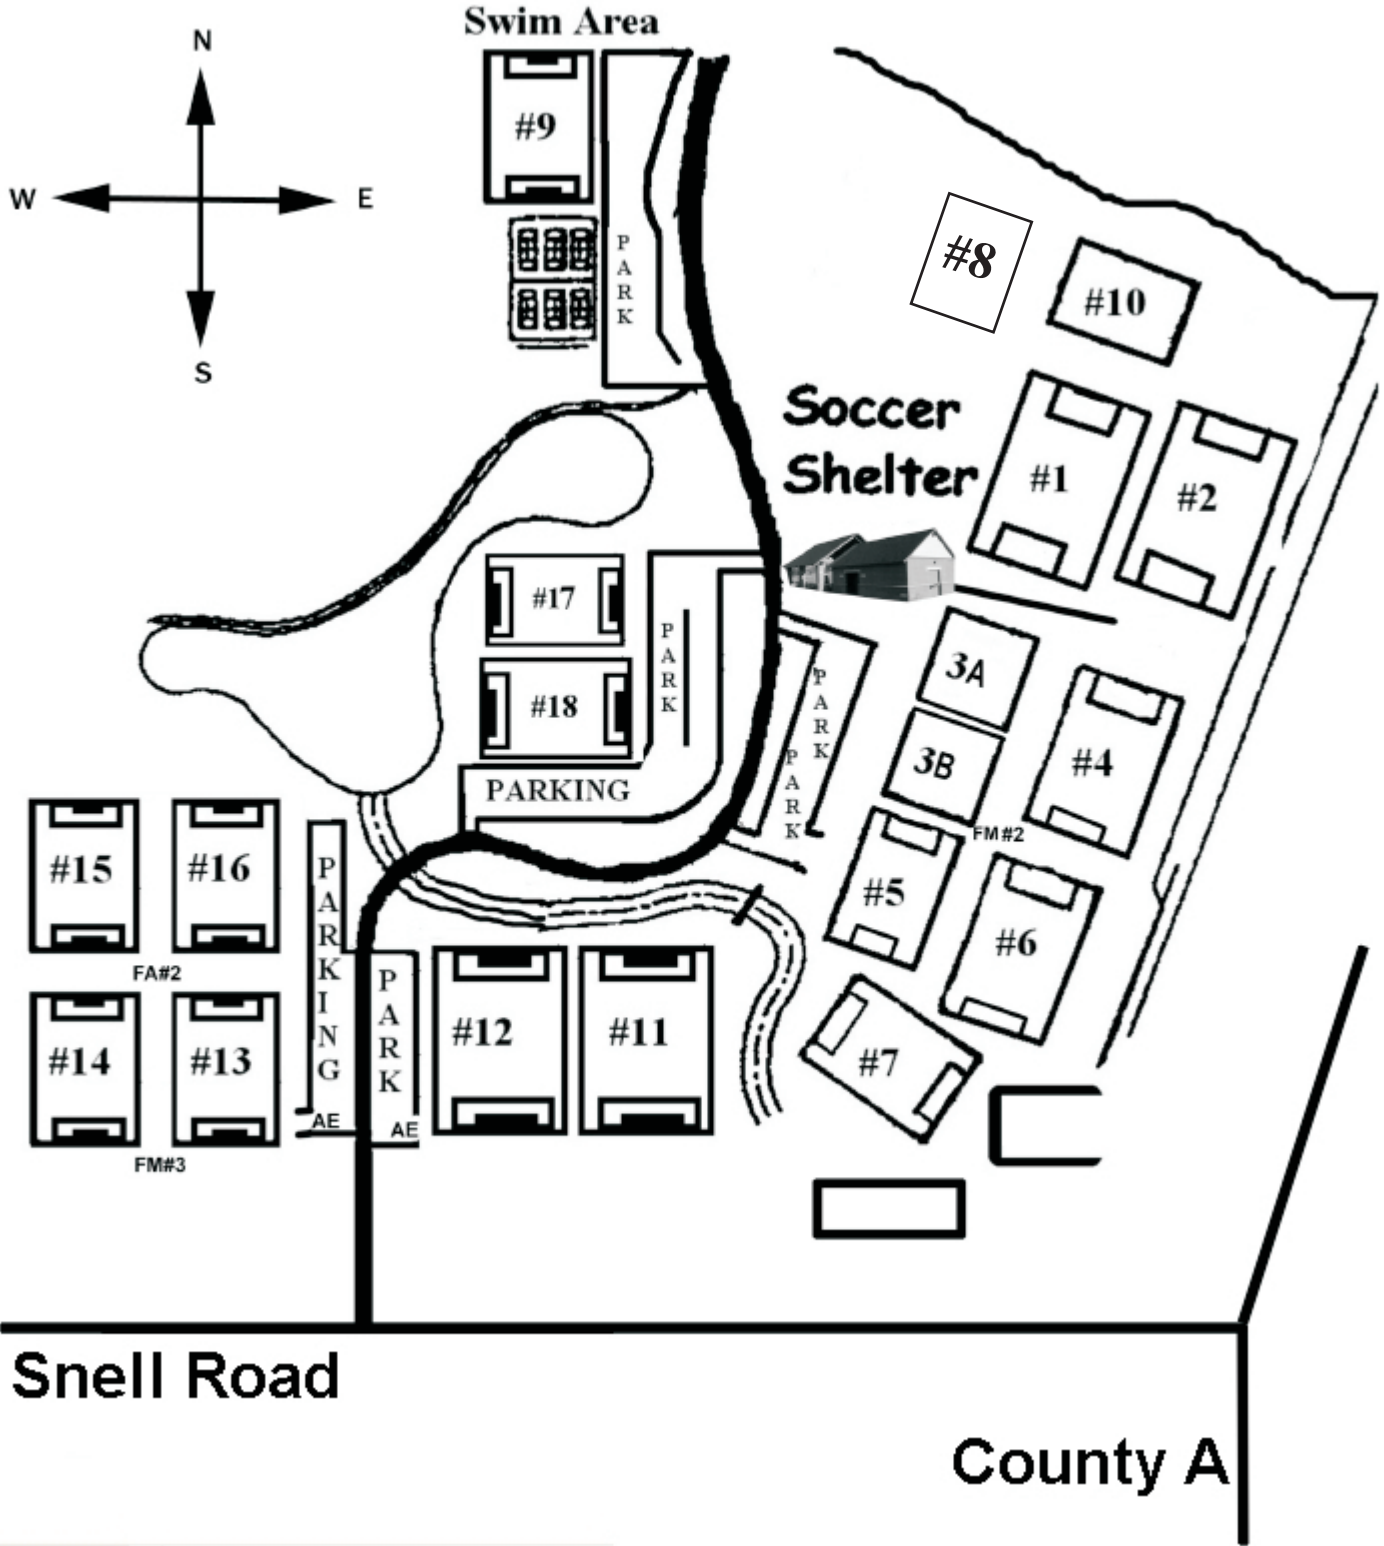 Swim Area
N
W
E
S
#9
PARK
#8
#10
Soccer
Shelter
#1
#2
#17
#18
PARK
PARKING
PARK
PARK
3A
3B
#4
FM#2
#5
#6
#7
#15
#16
FA#2
#14
#13
FM#3
PARKING
AE
PARK
AE
#12
#11
Snell Road
County A